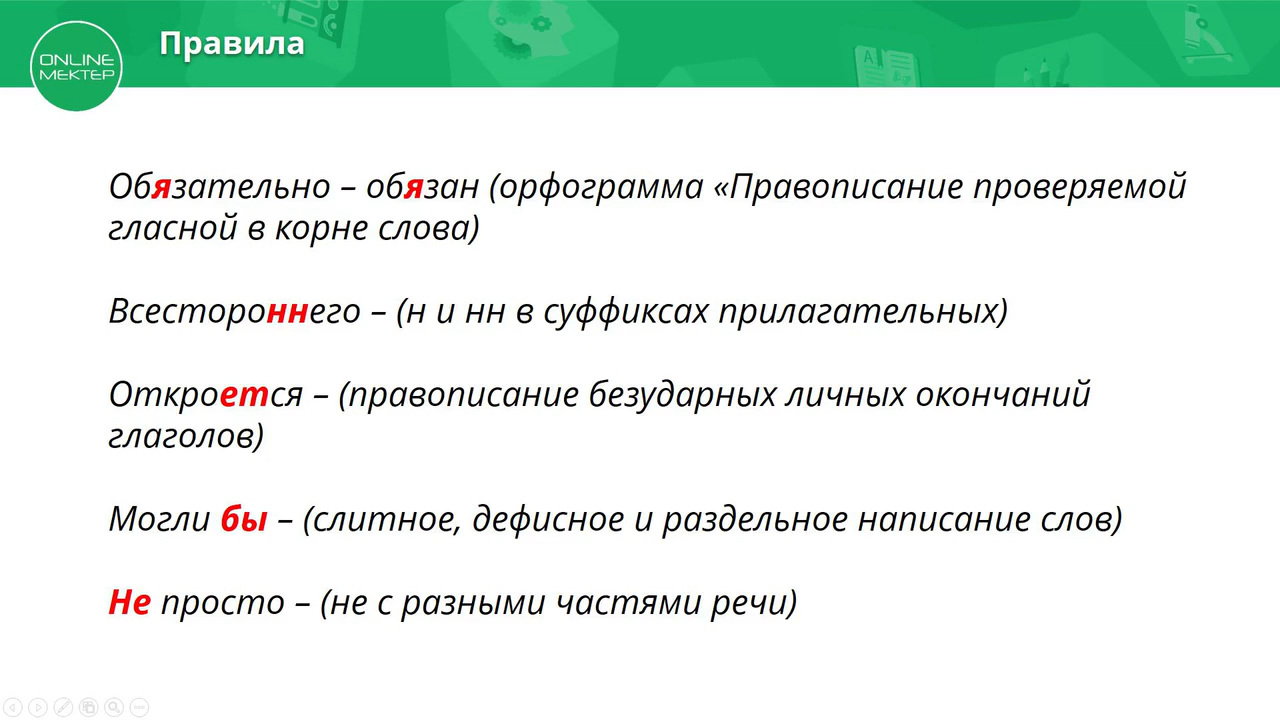 Правила
ONLINE
МЕКТЕР
Обязательно – обязан (орфограмма «Правописание проверяемой
гласной в корне слова)
Всестороннего – (н и нн в суффиксах прилагательных)
Откроется – (правописание безударных личных окончаний
глаголов)
Могли бы – (слитное, дефисное и раздельное написание слов)
Не просто – (не с разными частями речи)